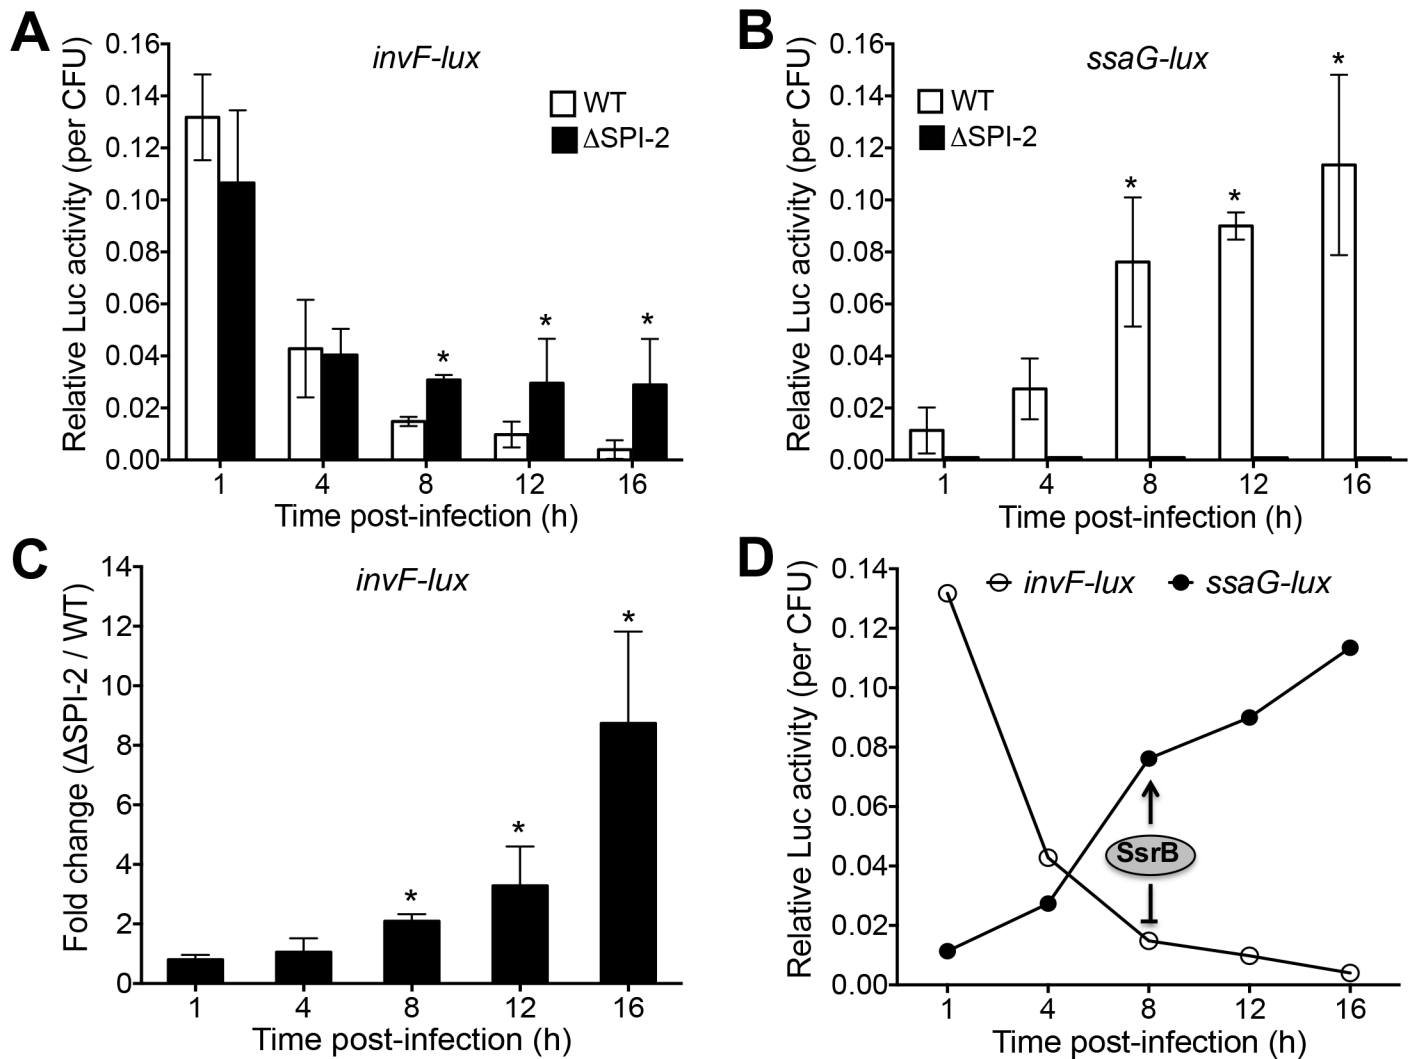 A
invF-lux
Relative Luc activity (per CFU)
0.16
0.14
0.12
0.10
0.08
0.06
0.04
0.02
0.00
WT
ΔSPI-2
* * *
1 4 8 12 16
Time post-infection (h)
B
ssaG-lux
Relative Luc activity (per CFU)
0.16
0.14
0.12
0.10
0.08
0.06
0.04
0.02
0.00
WT
ΔSPI-2
* * *
1 4 8 12 16
Time post-infection (h)
C
invF-lux
Fold change (ΔSPI-2 / WT)
14
12
10
8
6
4
2
0
* * *
1 4 8 12 16
Time post-infection (h)
D
invF-lux ssaG-lux
Relative Luc activity (per CFU)
0.14
0.12
0.10
0.08
0.06
0.04
0.02
0.00
SsrB
1 4 8 12 16
Time post-infection (h)